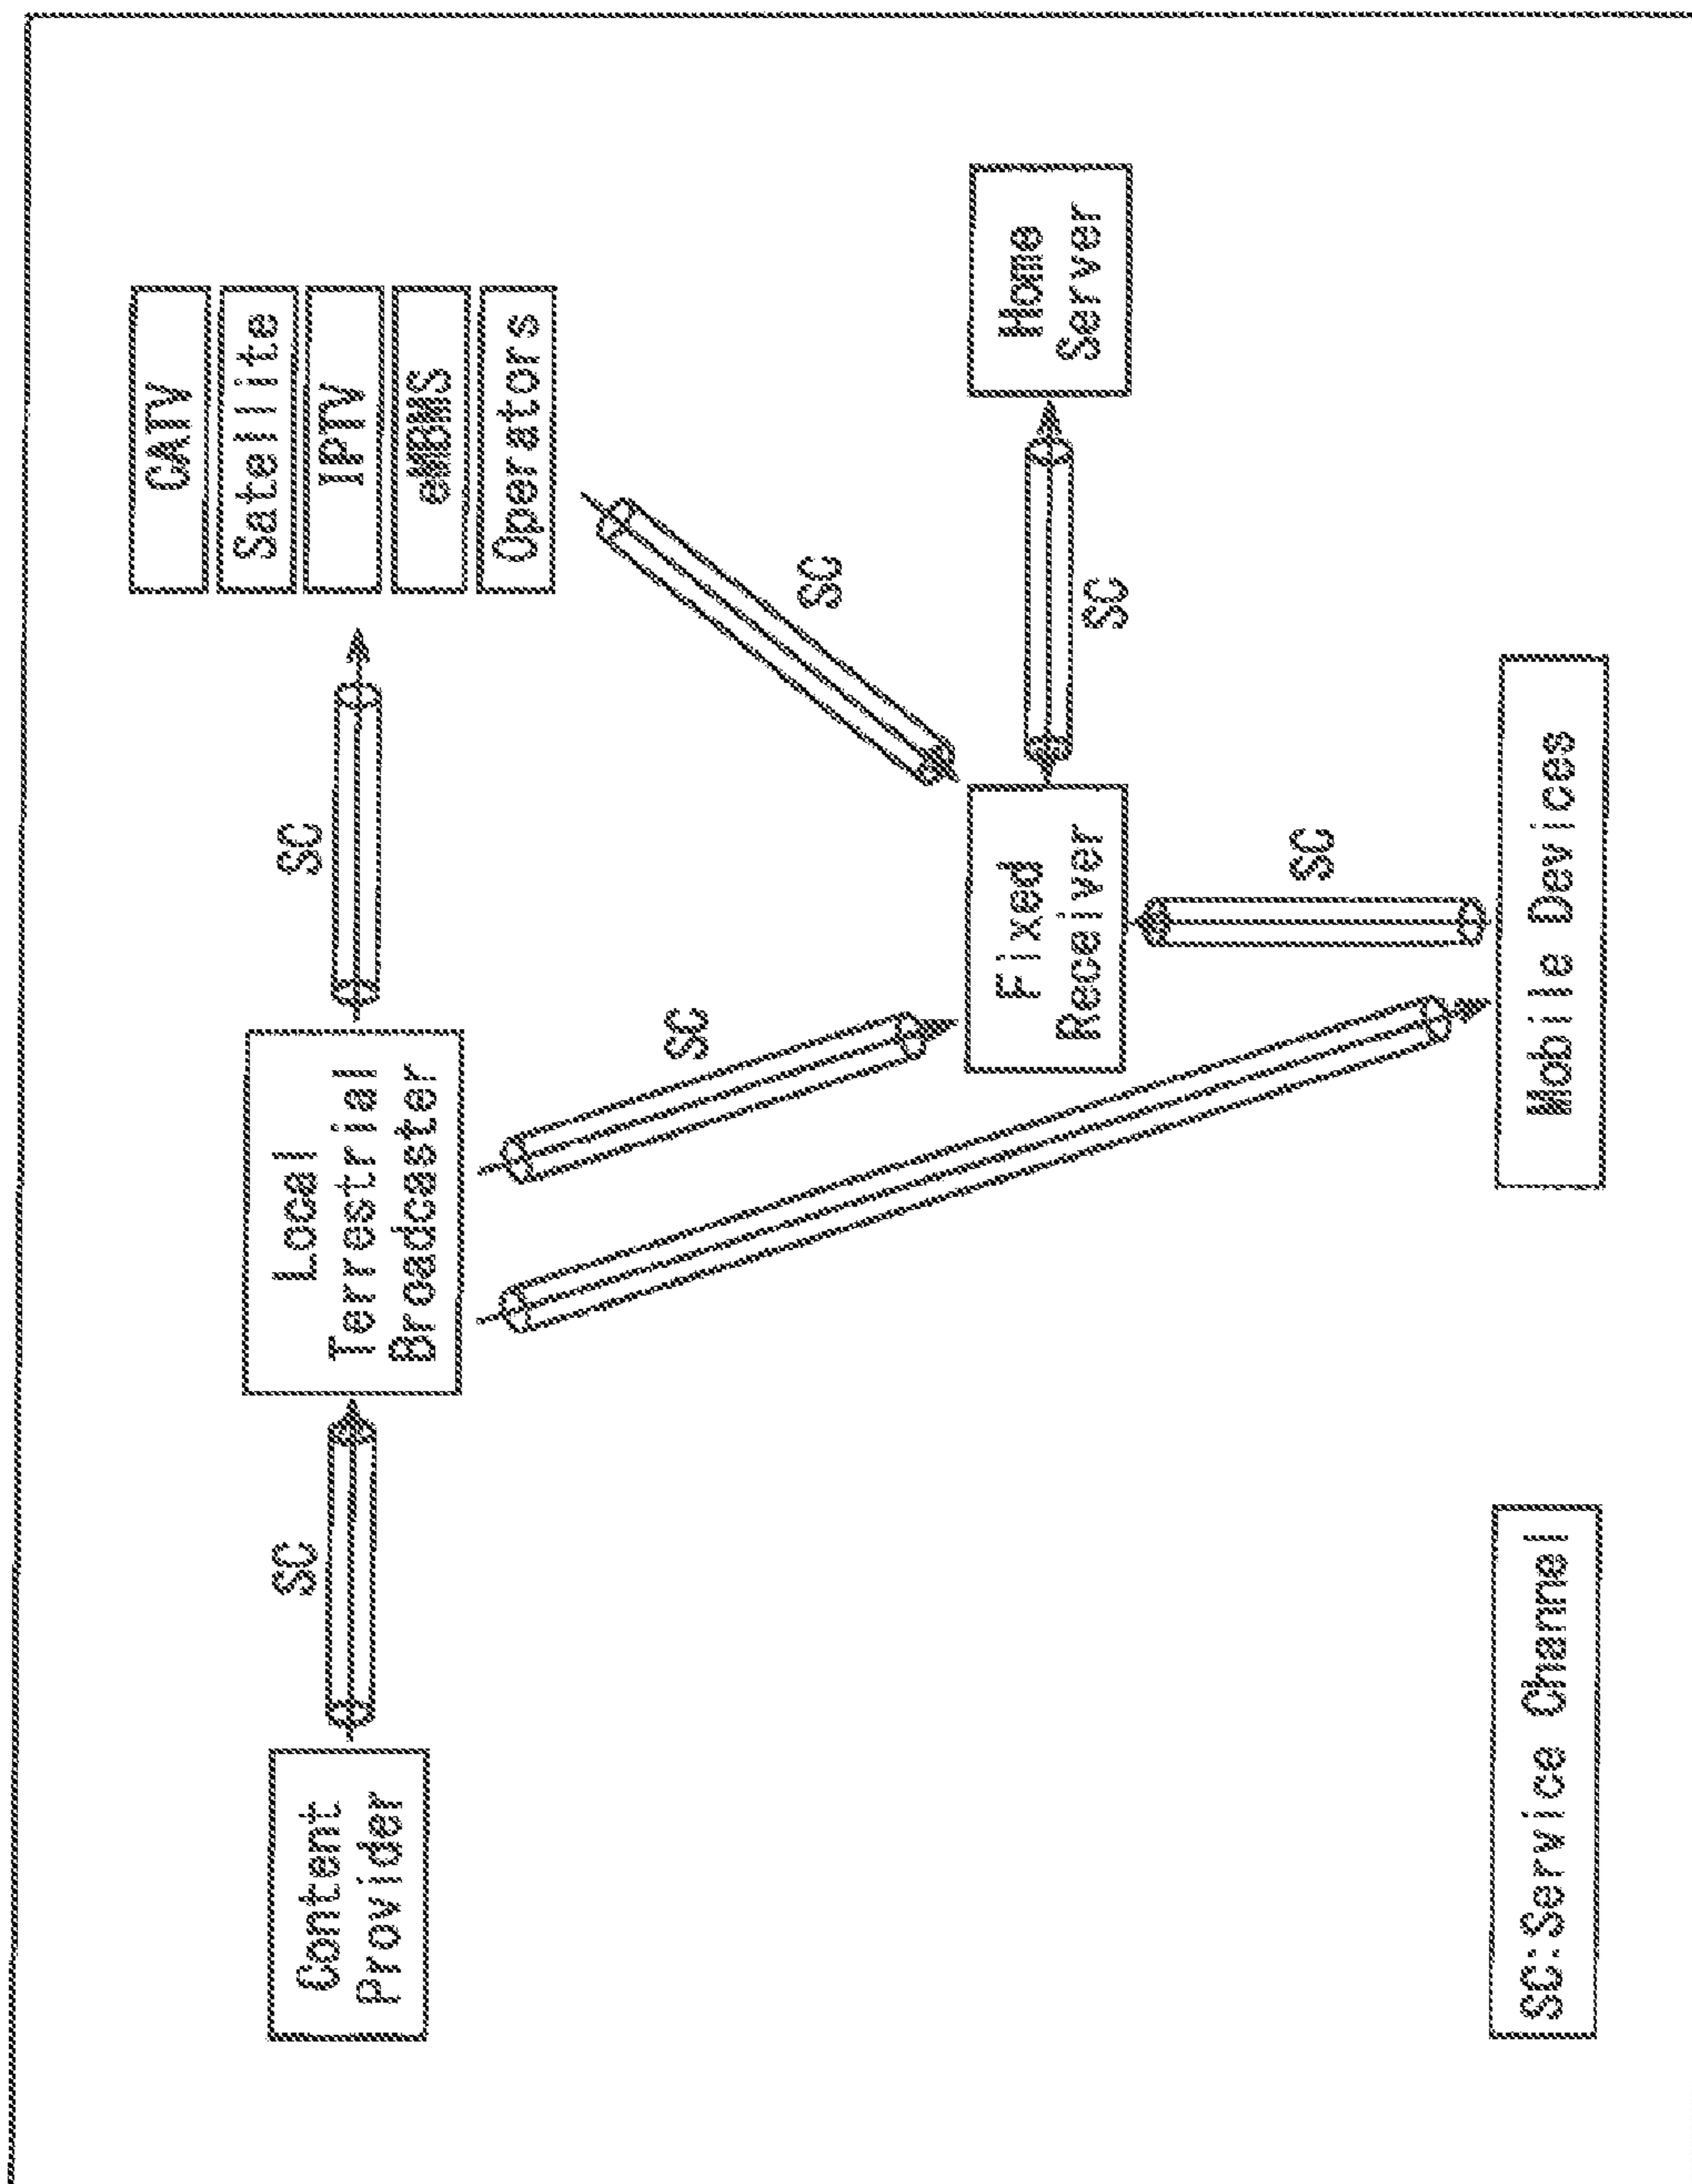 CATV
Satellite
IPTV
eMBMS
Operators
SC
Local
Terrestrial
Broadcaster
SC
Content
Provider
SC
SC
Home
Server
SC
Fixed
Receiver
SC
Mobile Devices
SC:Service Channel